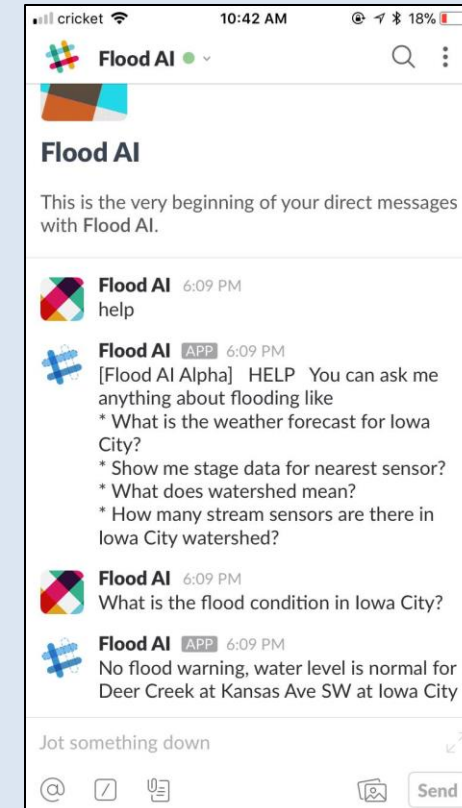 cricket 10:42 AM 18%
Flood AI
Flood AI
This is the very beginning of your direct messages
with Flood AI.
Flood AI 6:09 PM
help
Flood AI APP 6:09 PM
[Flood AI Alpha] HELP You can ask me
anything about flooding like
* What is the weather forecast for Iowa
City?
* Show me stage data for nearest sensor?
* What does watershed mean?
* How many stream sensors are there in
Iowa City watershed?
Flood AI 6:09 PM
What is the flood condition in Iowa City?
Flood AI APP 6:09 PM
No flood warning, water level is normal for
Deer Creek at Kansas Ave SW at Iowa City
Jot something down
@ / Send